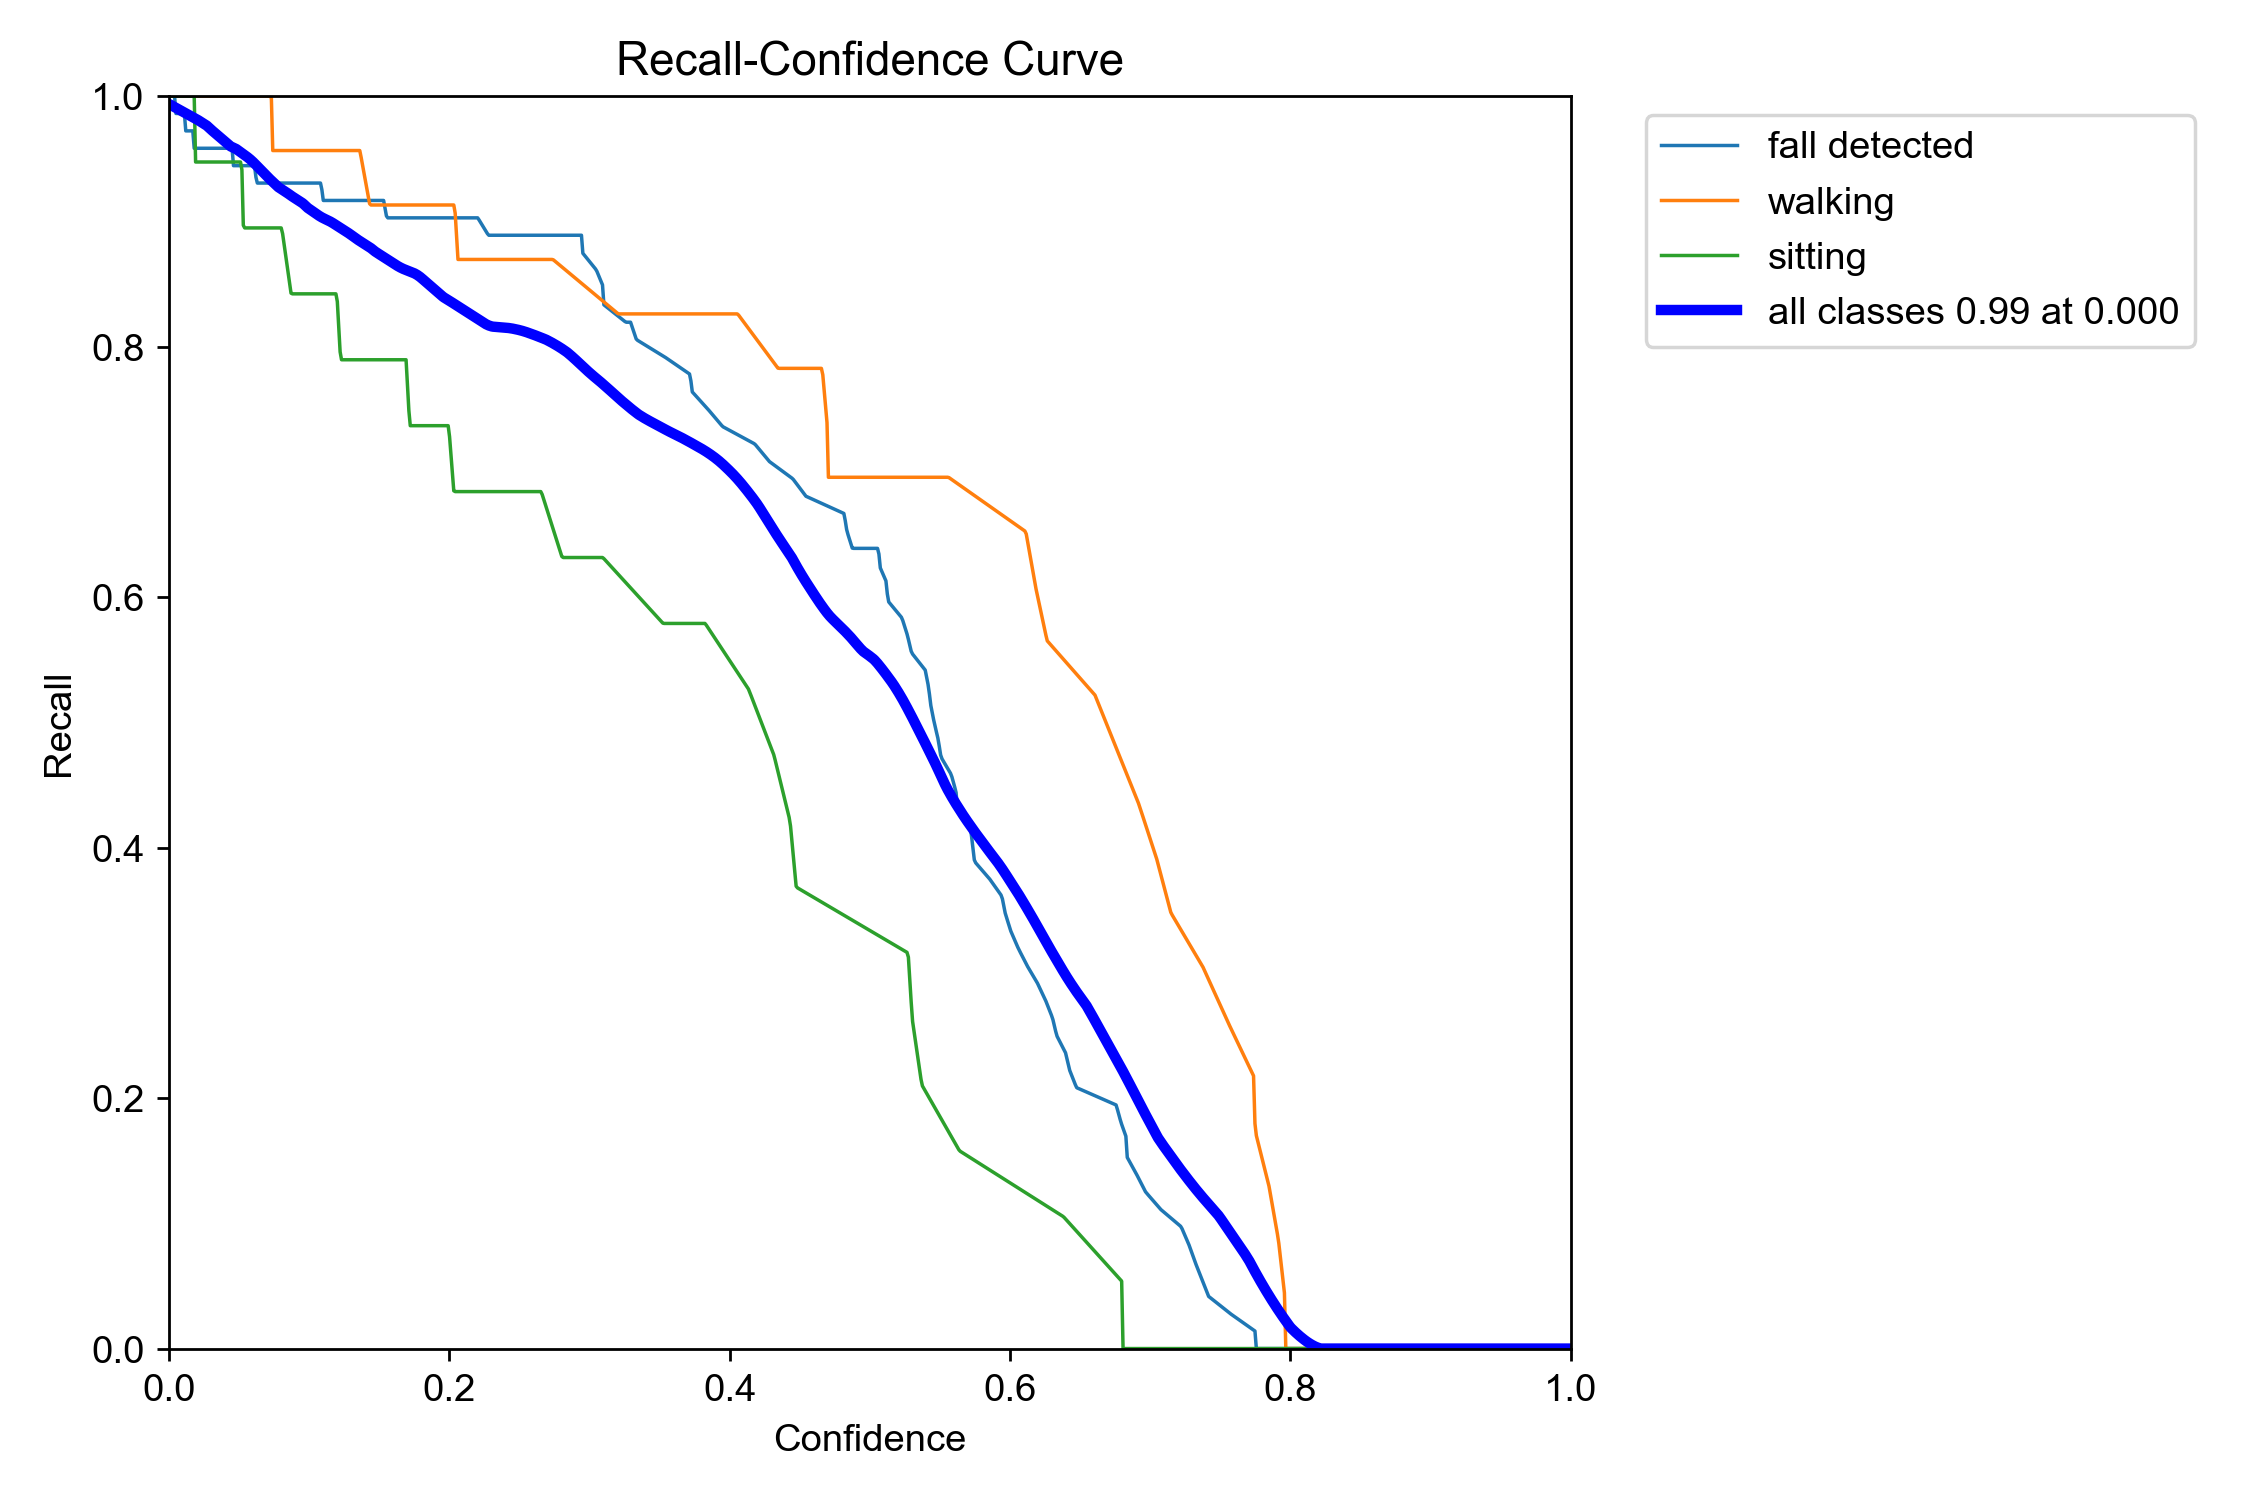 Recall-Confidence Curve
1.0
0.8
0.6
0.4
0.2
0.0
Recall
0.0 0.2 0.4 0.6 0.8 1.0
Confidence
fall detected
walking
sitting
all classes 0.99 at 0.000